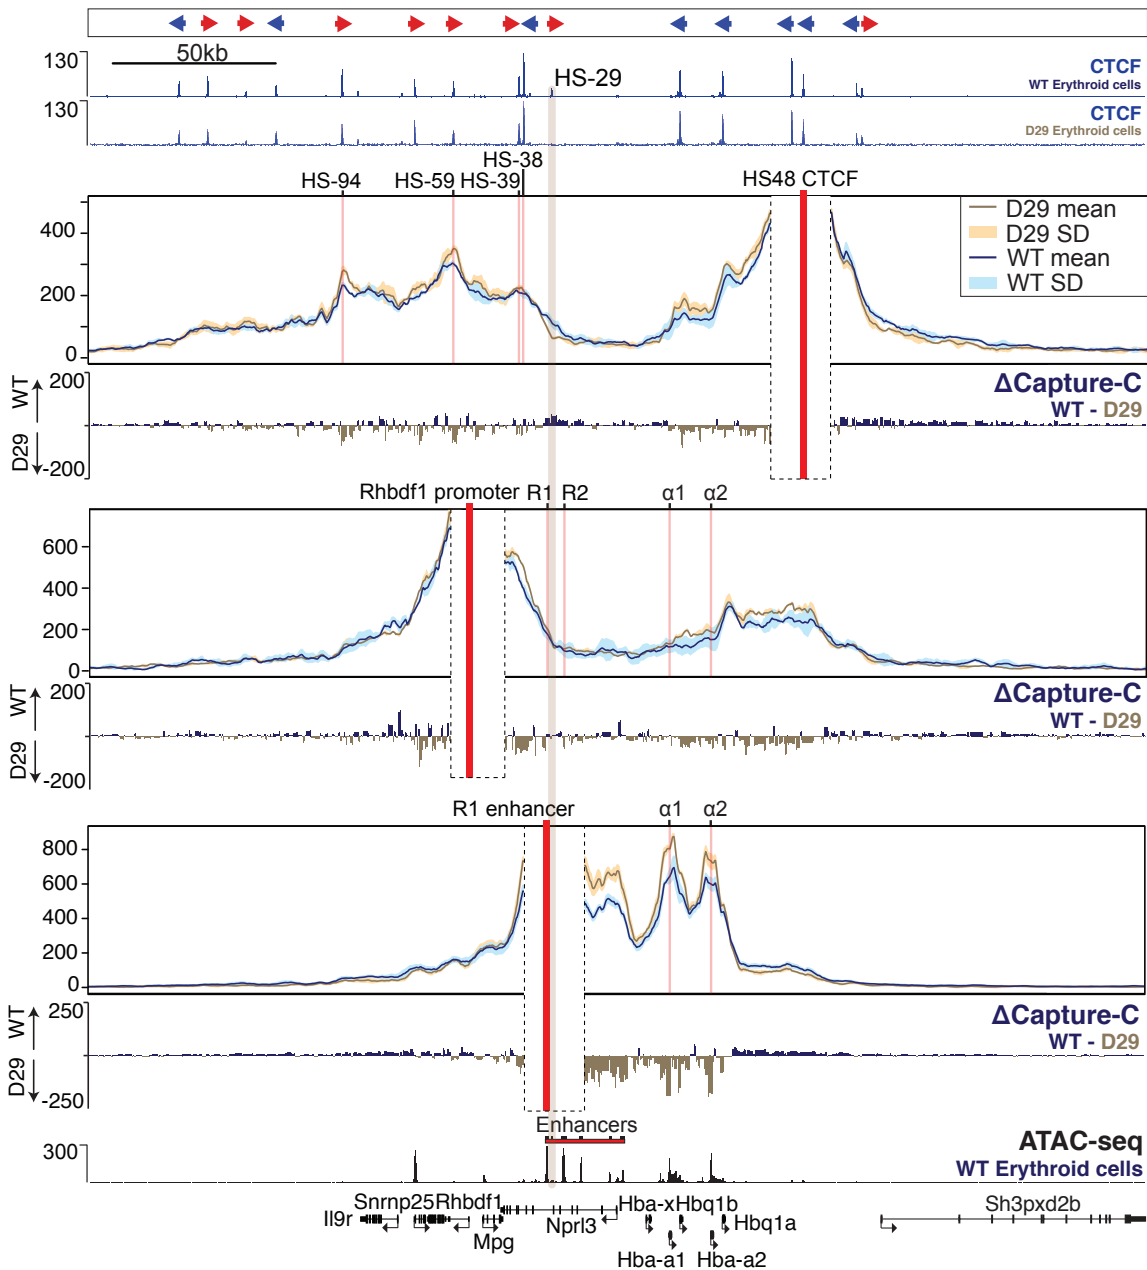 50kb
130
HS-29
CTCF
WT Erythroid cells
130
CTCF
D29 Erythroid cells
HS-38
HS-94 HS-59 HS-39 HS48 CTCF
400
200
0
D29 mean
D29 SD
WT mean
WT SD
200
-200
WT
D29
ΔCapture-C
WT - D29
Rhbdf1 promoter R1 R2 α1 α2
600
400
200
0
200
-200
WT
D29
ΔCapture-C
WT - D29
R1 enhancer α1 α2
800
600
400
200
0
250
-250
WT
D29
ΔCapture-C
WT - D29
Enhancers
300
ATAC-seq
WT Erythroid cells
Snrnp25 Rhbdf1 Hba-x Hbq1b Sh3pxd2b
Il9r Mpg Nprl3 Hbq1a
Hba-a1 Hba-a2